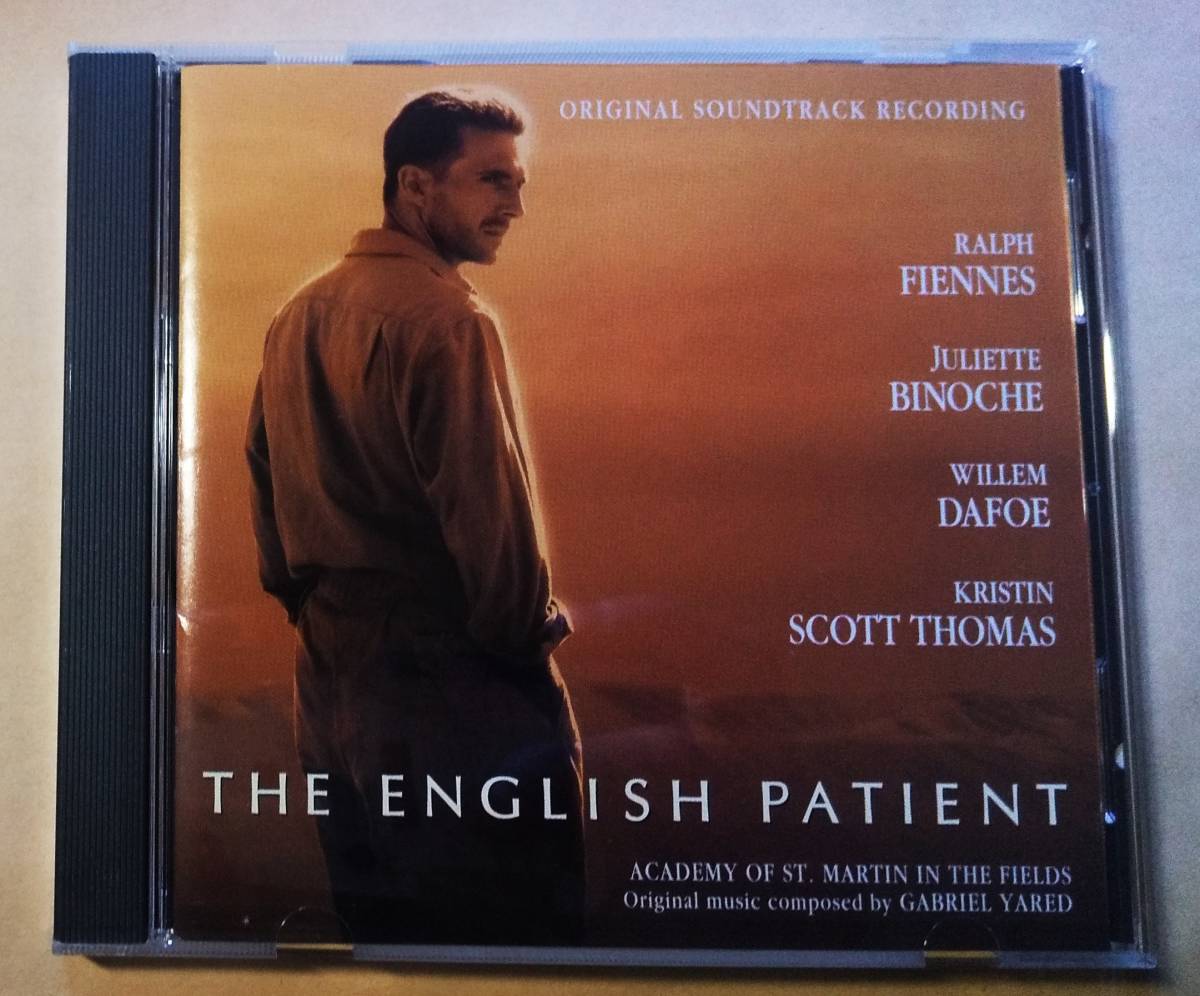 ORIGINAL SOUNDTRACK RECORDING
RALPH
FIENNES
JULIETTE
BINOCHE
WILLEM
DAFOE
KRISTIN
SCOTT THOMAS
THE ENGLISH PATIENT
ACADEMY OF ST. MARTIN IN THE FIELDS
Original music composed by GABRIEL YARED